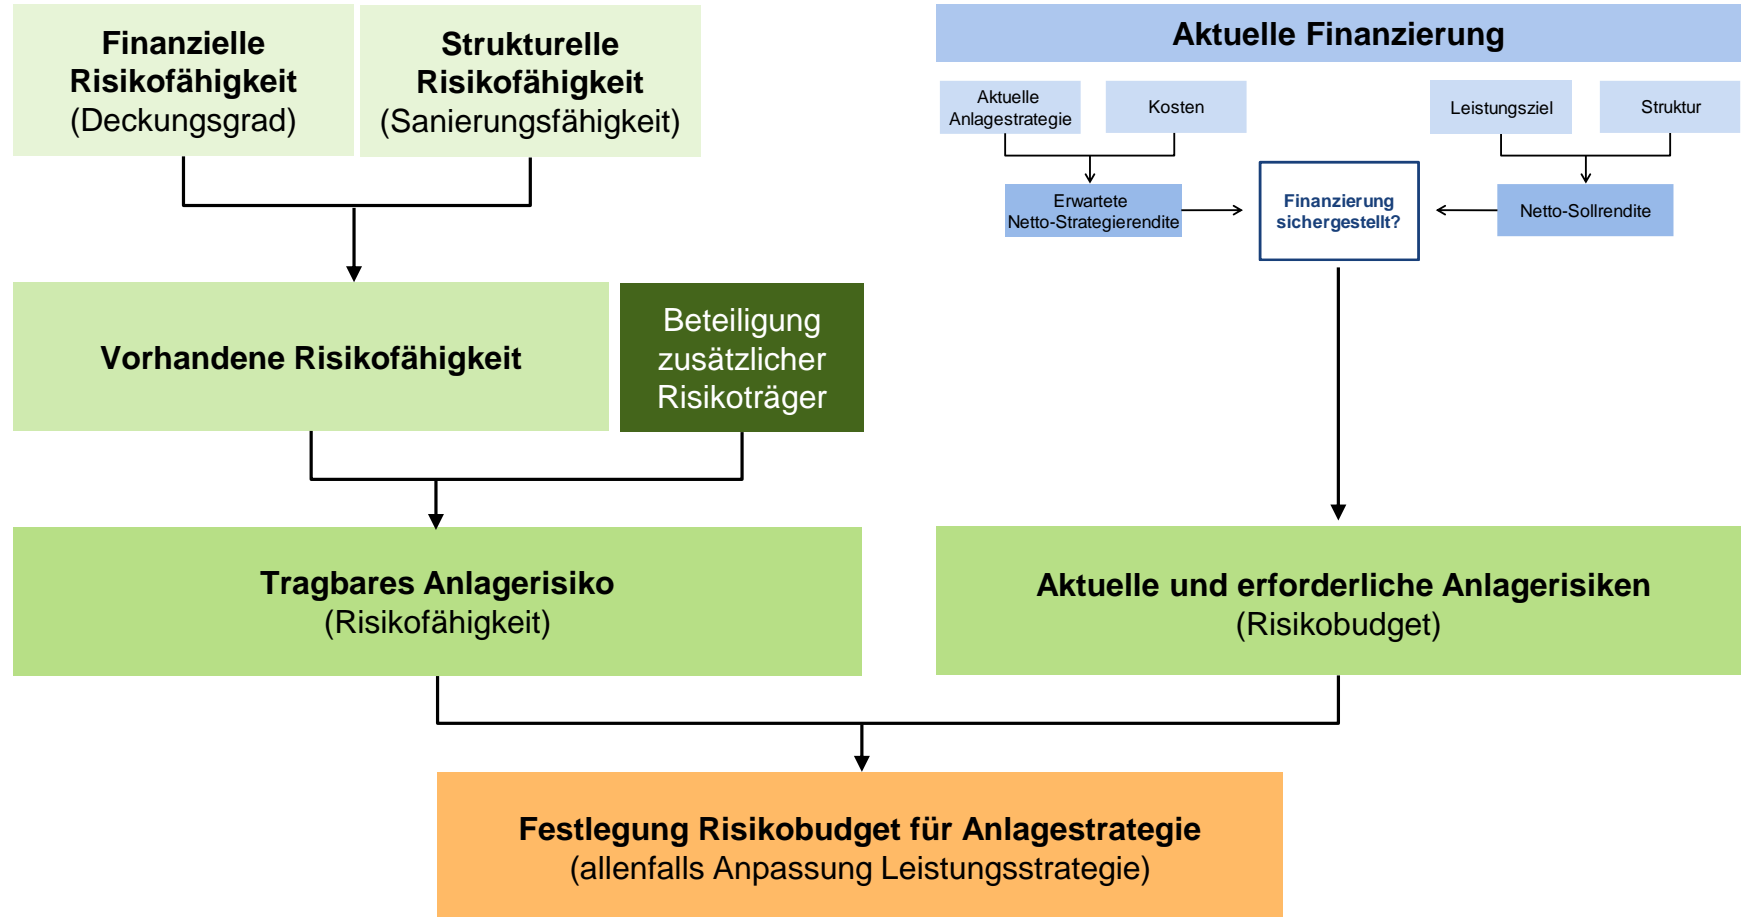 Finanzielle
Risikofähigkeit
(Deckungsgrad)
Strukturelle
Risikofähigkeit
(Sanierungsfähigkeit)
Vorhandene Risikofähigkeit
Beteiligung
zusätzlicher
Risikoträger
Tragbares Anlagerisiko
(Risikofähigkeit)
Aktuelle Finanzierung
Aktuelle
Anlagestrategie
Kosten
Leistungsziel
Struktur
Erwartete
Netto-Strategierendite
Finanzierung
sichergestellt?
Netto-Sollrendite
Aktuelle und erforderliche Anlagerisiken
(Risikobudget)
Festlegung Risikobudget für Anlagestrategie
(allenfalls Anpassung Leistungsstrategie)